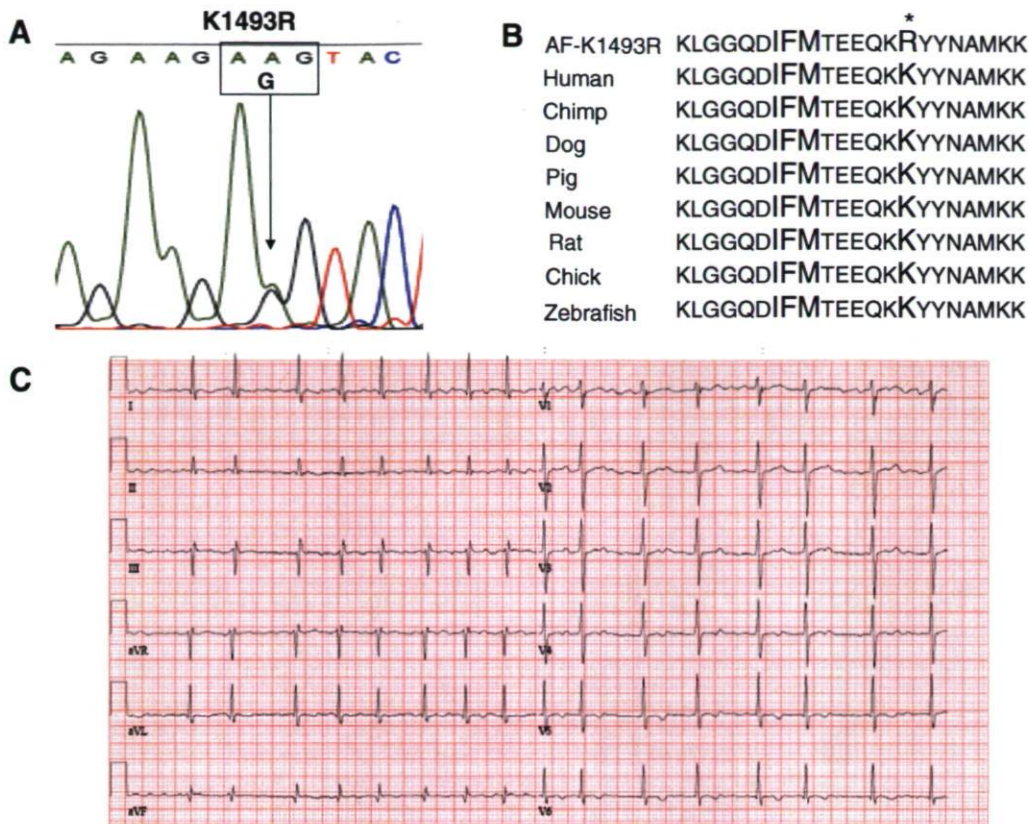 A
K1493R
A G A A G A A G T A C
G
B
*
AF-K1493R KLGGQDIFMTEEQKRYYNAMKK
Human KLGGQDIFMTEEQKKYYNAMKK
Chimp KLGGQDIFMTEEQKKYYNAMKK
Dog KLGGQDIFMTEEQKKYYNAMKK
Pig KLGGQDIFMTEEQKKYYNAMKK
Mouse KLGGQDIFMTEEQKKYYNAMKK
Rat KLGGQDIFMTEEQKKYYNAMKK
Chick KLGGQDIFMTEEQKKYYNAMKK
Zebrafish KLGGQDIFMTEEQKKYYNAMKK
C
I V1
II V2
III V3
aVR V4
aVL V5
aVF V6